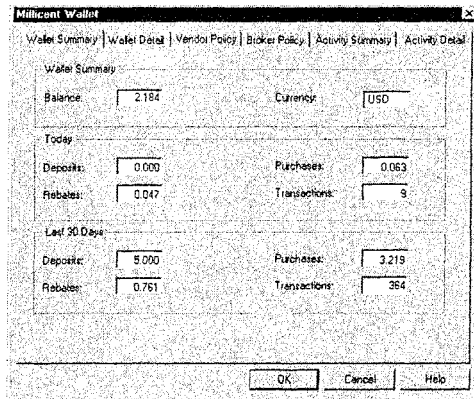 Millicent Wallet
Wallet Summary Wallet Detail Vendor Policy Broker Policy Activity Summary Activity Detail
Wallet Summary
Balance: 2.184 Currency: USD
Today
Deposits: 0.000 Purchases: 0.063
Rebates: 0.047 Transactions: 9
Last 30 Days
Deposits: 5.000 Purchases: 3.219
Rebates: 0.761 Transactions: 364
OK Cancel Help